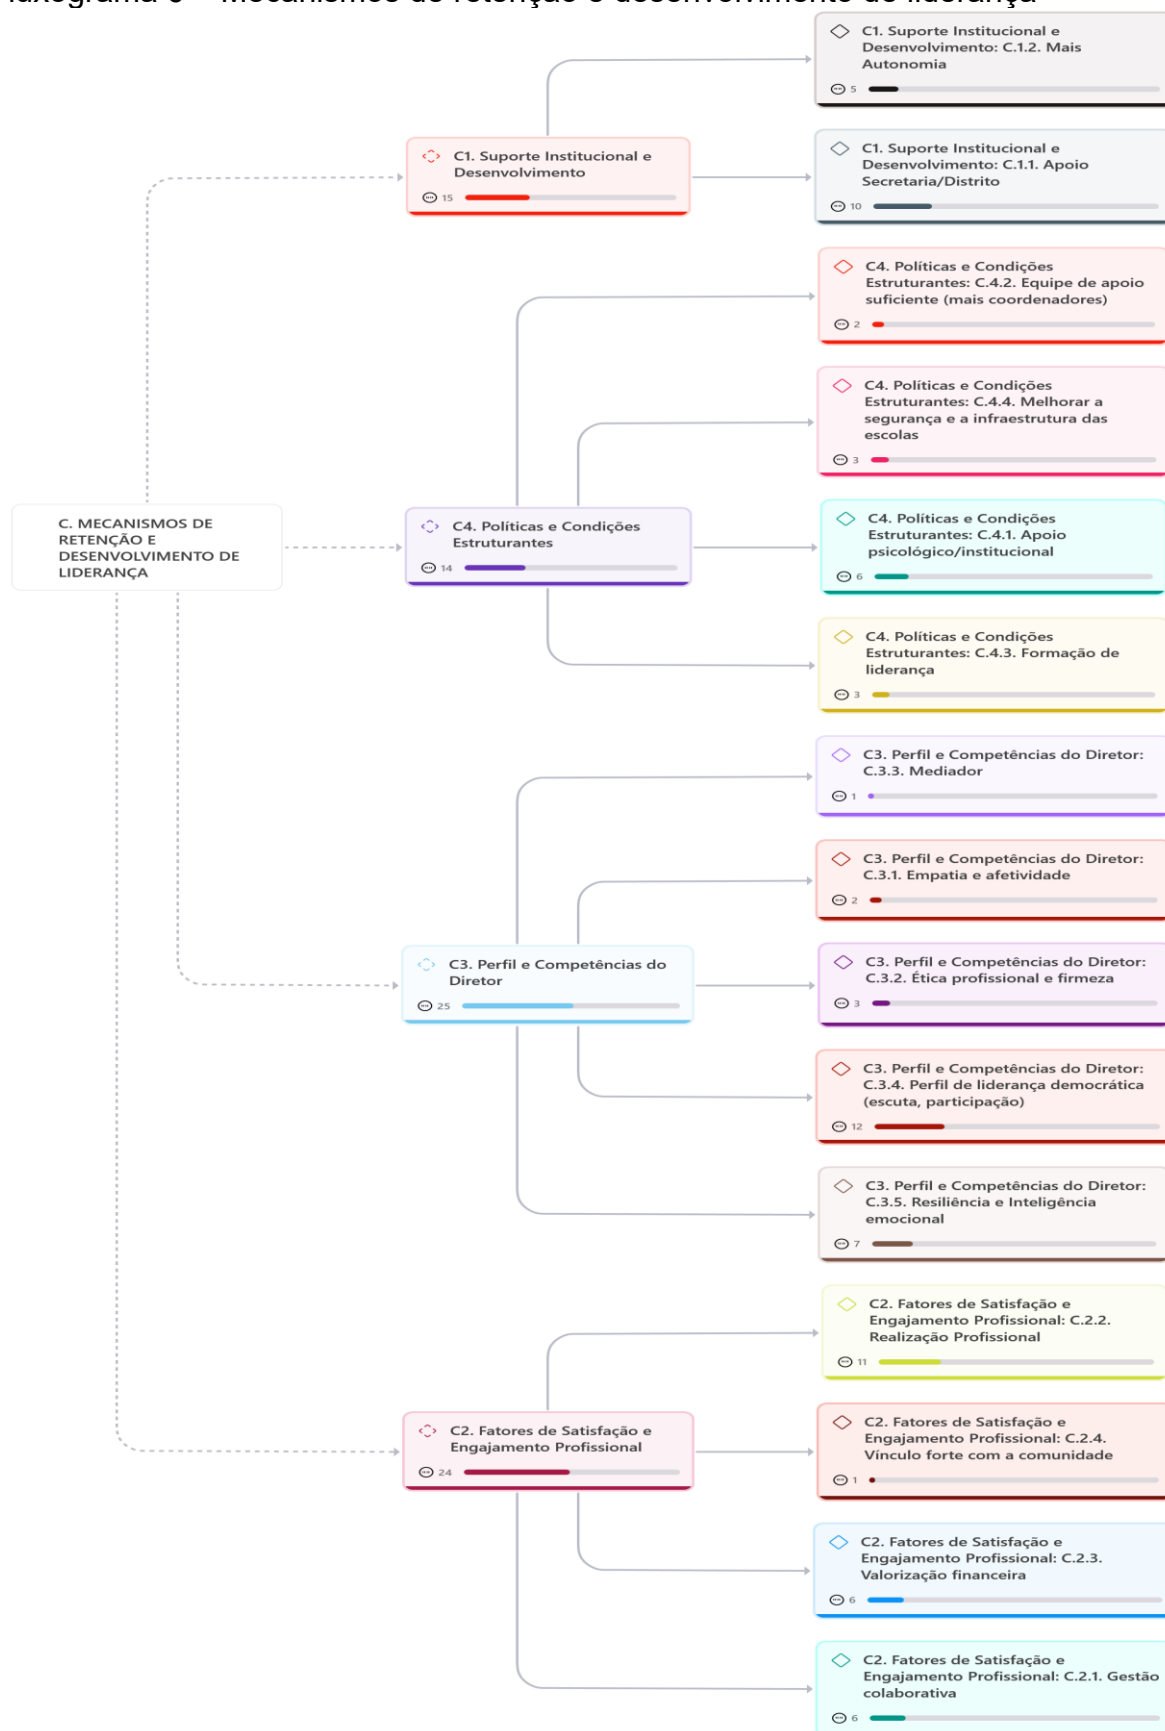 Mecanismos de retenção e desenvolvimento de liderança
C1. Suporte Institucional e
Desenvolvimento: C.1.2. Mais
Autonomia
5
C1. Suporte Institucional e
Desenvolvimento
15
C1. Suporte Institucional e
Desenvolvimento: C.1.1. Apoio
Secretaria/Distrito
10
C4. Políticas e Condições
Estruturantes: C.4.2. Equipe de apoio
suficiente (mais coordenadores)
2
C4. Políticas e Condições
Estruturantes: C.4.4. Melhorar a
segurança e a infraestrutura das
escolas
3
C. MECANISMOS DE
RETENÇÃO E
DESENVOLVIMENTO DE
LIDERANÇA
C4. Políticas e Condições
Estruturantes
14
C4. Políticas e Condições
Estruturantes: C.4.1. Apoio
psicológico/institucional
6
C4. Políticas e Condições
Estruturantes: C.4.3. Formação de
liderança
3
C3. Perfil e Competências do Diretor:
C.3.3. Mediador
1
C3. Perfil e Competências do Diretor:
C.3.1. Empatia e afetividade
2
C3. Perfil e Competências do
Diretor
25
C3. Perfil e Competências do Diretor:
C.3.2. Ética profissional e firmeza
3
C3. Perfil e Competências do Diretor:
C.3.4. Perfil de liderança democrática
(escuta, participação)
12
C3. Perfil e Competências do Diretor:
C.3.5. Resiliência e Inteligência
emocional
7
C2. Fatores de Satisfação e
Engajamento Profissional: C.2.2.
Realização Profissional
11
C2. Fatores de Satisfação e
Engajamento Profissional
24
C2. Fatores de Satisfação e
Engajamento Profissional: C.2.4.
Vínculo forte com a comunidade
1
C2. Fatores de Satisfação e
Engajamento Profissional: C.2.3.
Valorização financeira
6
C2. Fatores de Satisfação e
Engajamento Profissional: C.2.1. Gestão
colaborativa
6